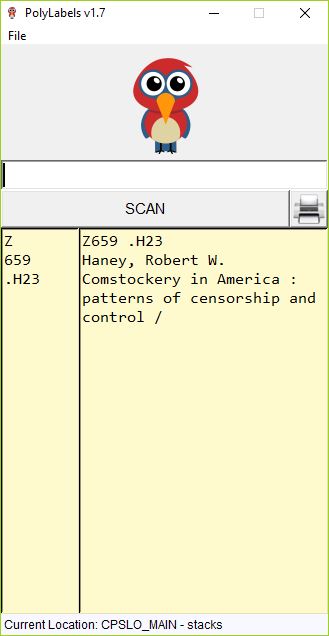 PolyLabels v1.7
File
SCAN
Z
659
.H23
Z659 .H23
Haney, Robert W.
Comstockery in America :
patterns of censorship and
control /
Current Location: CPSLO_MAIN - stacks